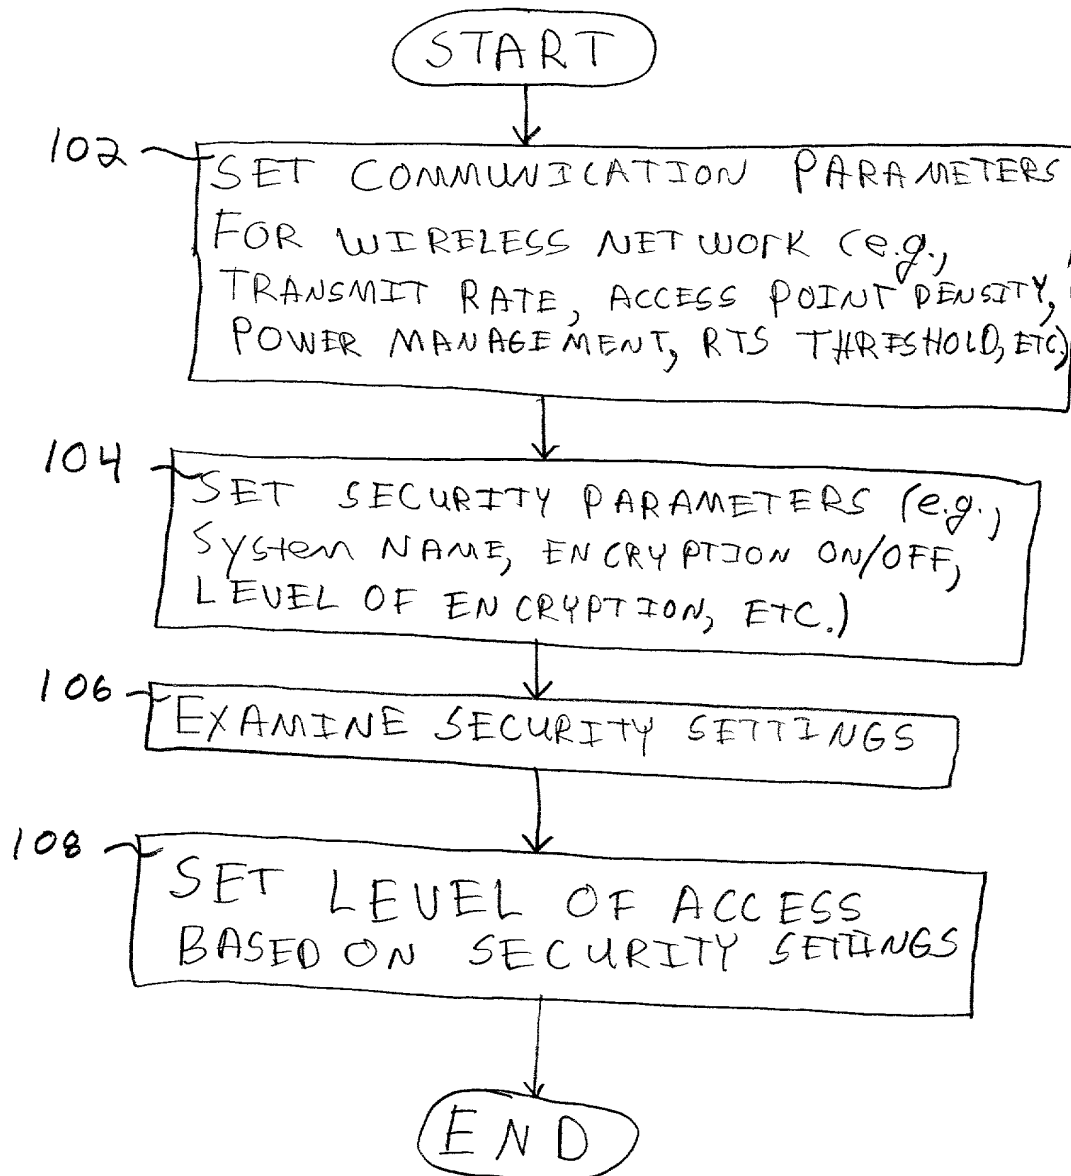 START
102
SET COMMUNICATION PARAMETERS
FOR WIRELESS NETWORK (e.g.,
TRANSMIT RATE, ACCESS POINT DENSITY,
POWER MANAGEMENT, RTS THRESHOLD, ETC)
104
SET SECURITY PARAMETERS (e.g.,
System NAME, ENCRYPTION ON/OFF,
LEVEL OF ENCRYPTION, ETC.)
106
EXAMINE SECURITY SETTINGS
108
SET LEVEL OF ACCESS
BASED ON SECURITY SETTINGS
END